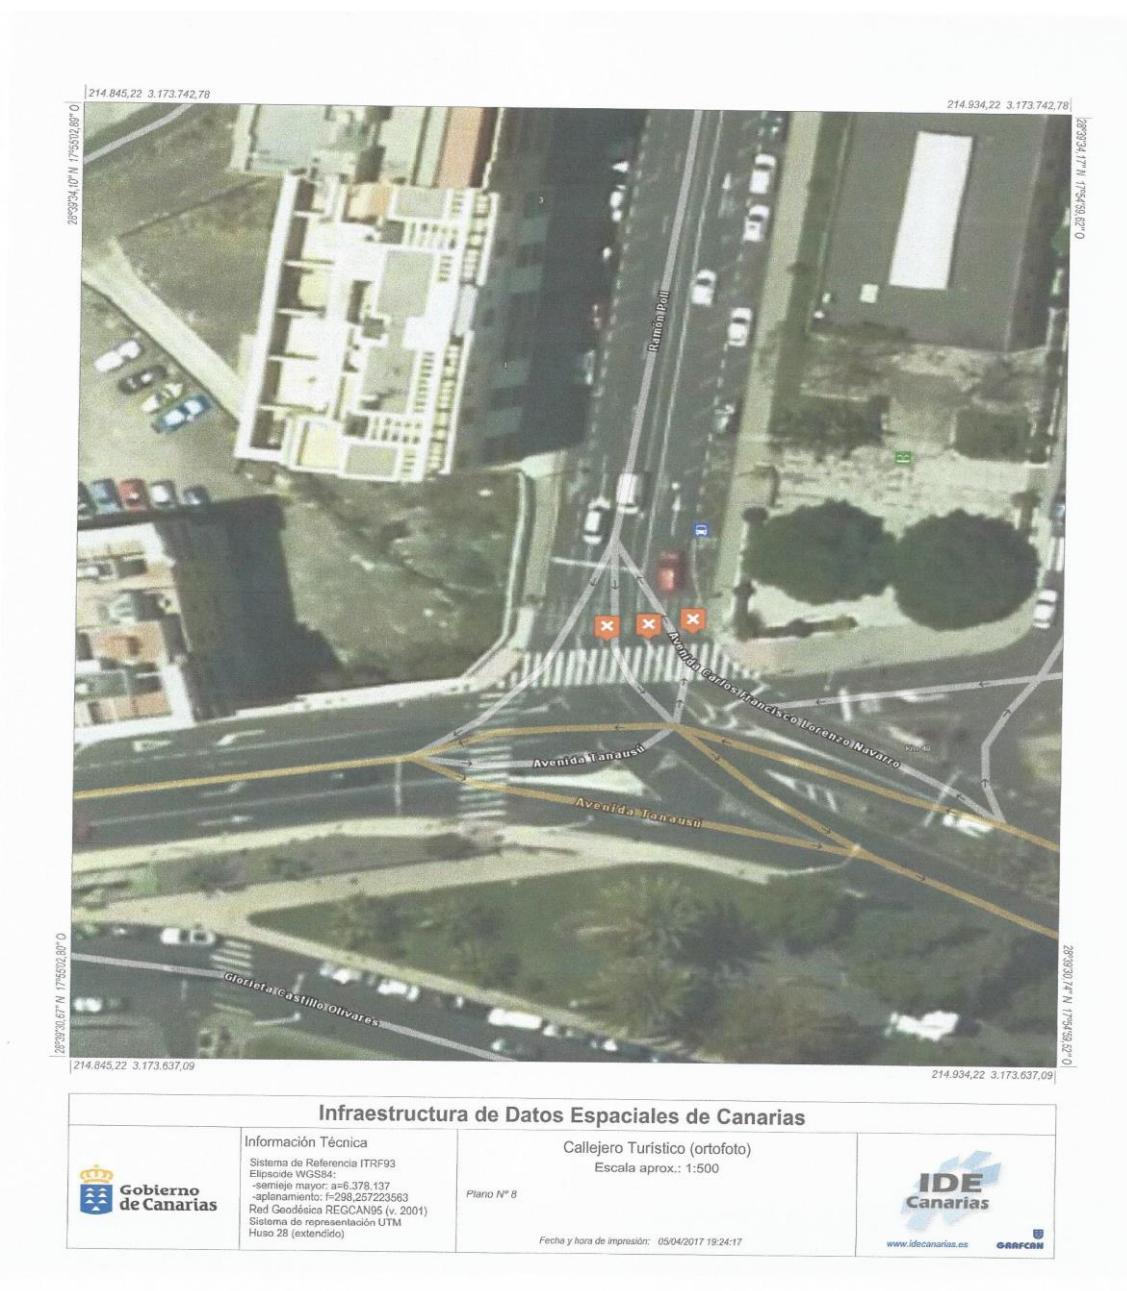 214.845,22 3.173.742,78
214.934,22 3.173.742,78
28°39'34,10" N 17°55'02,89" O
28°39'34,17" N 17°54'59,62" O
Ramón Poll
Avenida Carlos Francisco Lorenzo Navarro
Avenida Tanausú
Avenida Tanausú
Glorieta Castillo Olivares
28°39'30,67" N 17°55'02,80" O
28°39'30,74" N 17°54'59,52" O
214.845,22 3.173.637,09
214.934,22 3.173.637,09
Infraestructura de Datos Espaciales de Canarias
Gobierno
de Canarias
Información Técnica
Sistema de Referencia ITRF93
Elipsoide WGS84:
-semieje mayor: a=6.378.137
-aplanamiento: f=298,257223563
Red Geodésica REGCAN95 (v. 2001)
Sistema de representación UTM
Huso 28 (extendido)
Callejero Turístico (ortofoto)
Escala aprox.: 1:500
Plano Nº 8
Fecha y hora de impresión: 05/04/2017 19:24:17
IDE
Canarias
www.idecanarias.es
GRAFCAN